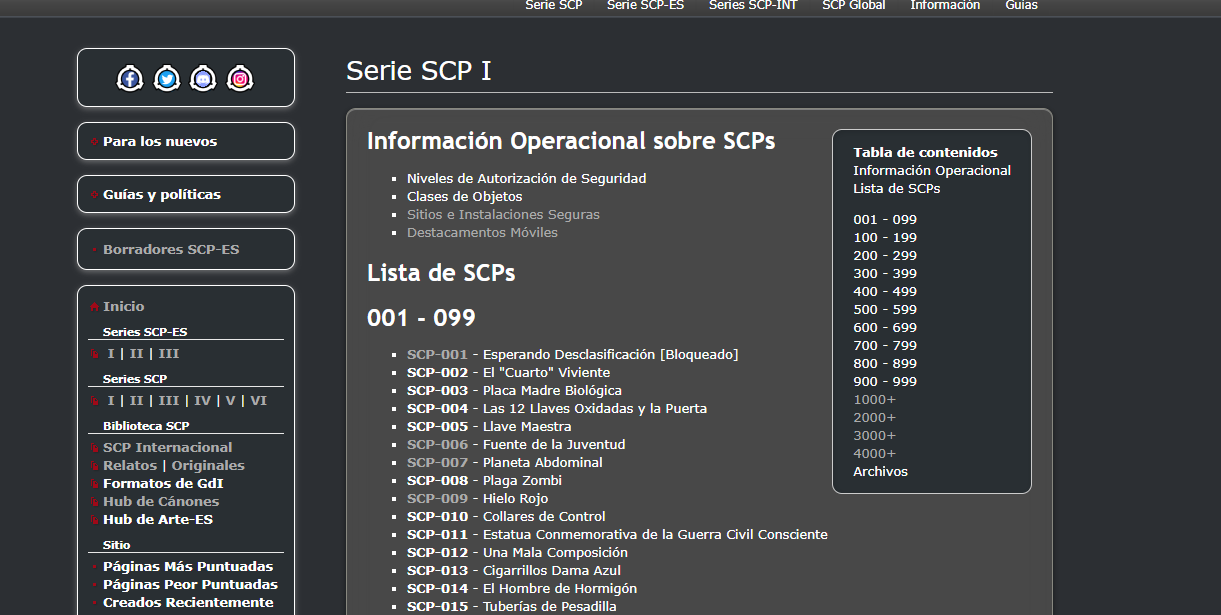 Serie SCP Serie SCP-ES Series SCP-INT SCP Global Información Guías
Para los nuevos
Guías y políticas
Borradores SCP-ES
Inicio
Series SCP-ES
I | II | III
Series SCP
I | II | III | IV | V | VI
Biblioteca SCP
SCP Internacional
Relatos | Originales
Formatos de GdI
Hub de Cánones
Hub de Arte-ES
Sitio
Páginas Más Puntuadas
Páginas Peor Puntuadas
Creados Recientemente
Serie SCP I
Información Operacional sobre SCPs
Niveles de Autorización de Seguridad
Clases de Objetos
Sitios e Instalaciones Seguras
Destacamentos Móviles
Lista de SCPs
001 - 099
SCP-001 - Esperando Desclasificación [Bloqueado]
SCP-002 - El "Cuarto" Viviente
SCP-003 - Placa Madre Biológica
SCP-004 - Las 12 Llaves Oxidadas y la Puerta
SCP-005 - Llave Maestra
SCP-006 - Fuente de la Juventud
SCP-007 - Planeta Abdominal
SCP-008 - Plaga Zombi
SCP-009 - Hielo Rojo
SCP-010 - Collares de Control
SCP-011 - Estatua Conmemorativa de la Guerra Civil Consciente
SCP-012 - Una Mala Composición
SCP-013 - Cigarrillos Dama Azul
SCP-014 - El Hombre de Hormigón
SCP-015 - Tuberías de Pesadilla
Tabla de contenidos
Información Operacional
Lista de SCPs
001 - 099
100 - 199
200 - 299
300 - 399
400 - 499
500 - 599
600 - 699
700 - 799
800 - 899
900 - 999
1000+
2000+
3000+
4000+
Archivos